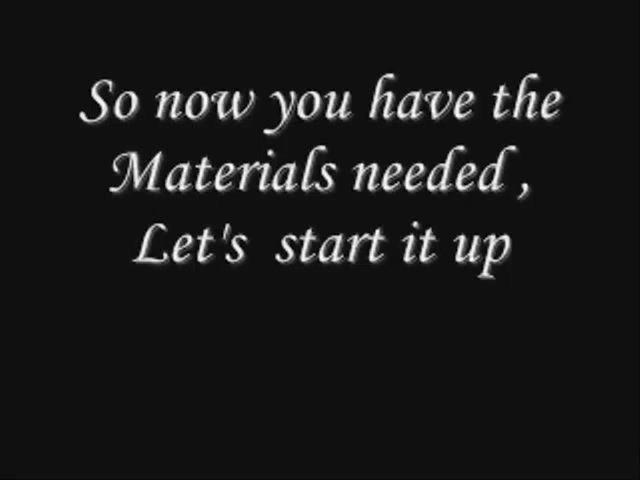 So now you have the
Materials needed ,
Let's  start it up